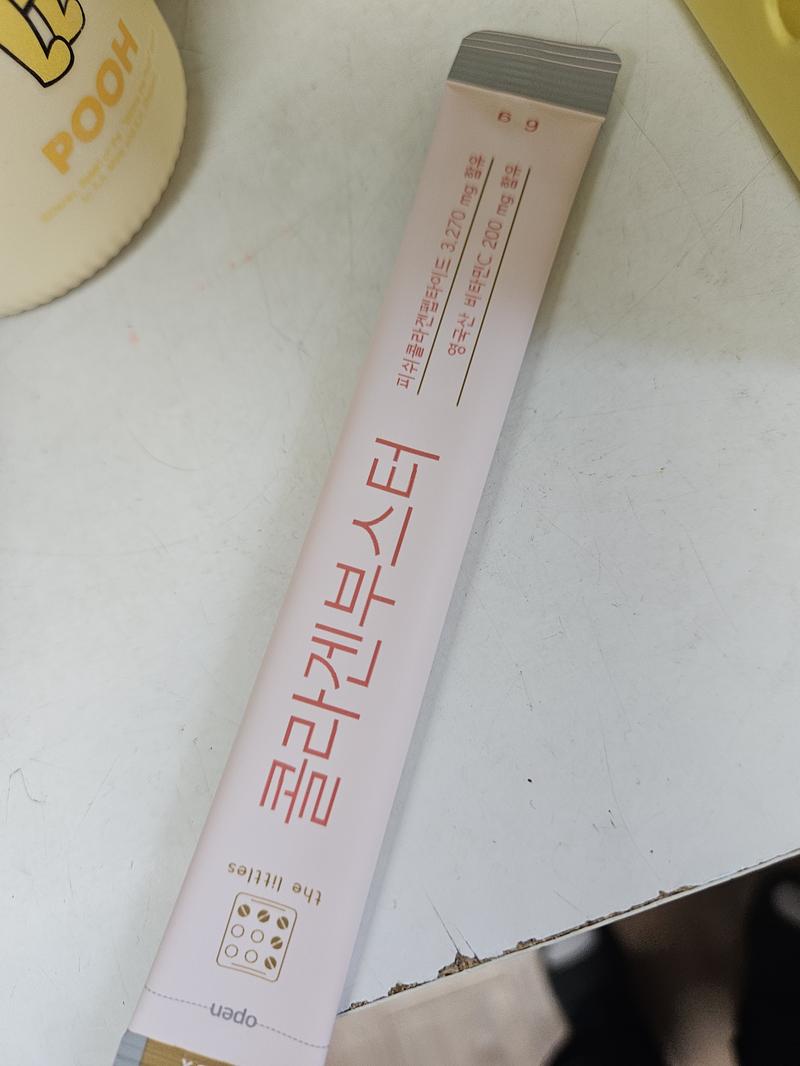 POOH
open
the littles
콜라겐부스터
피쉬콜라겐펩타이드 3,270 mg 함유
영국산 비타민C 200 mg 함유
6 g